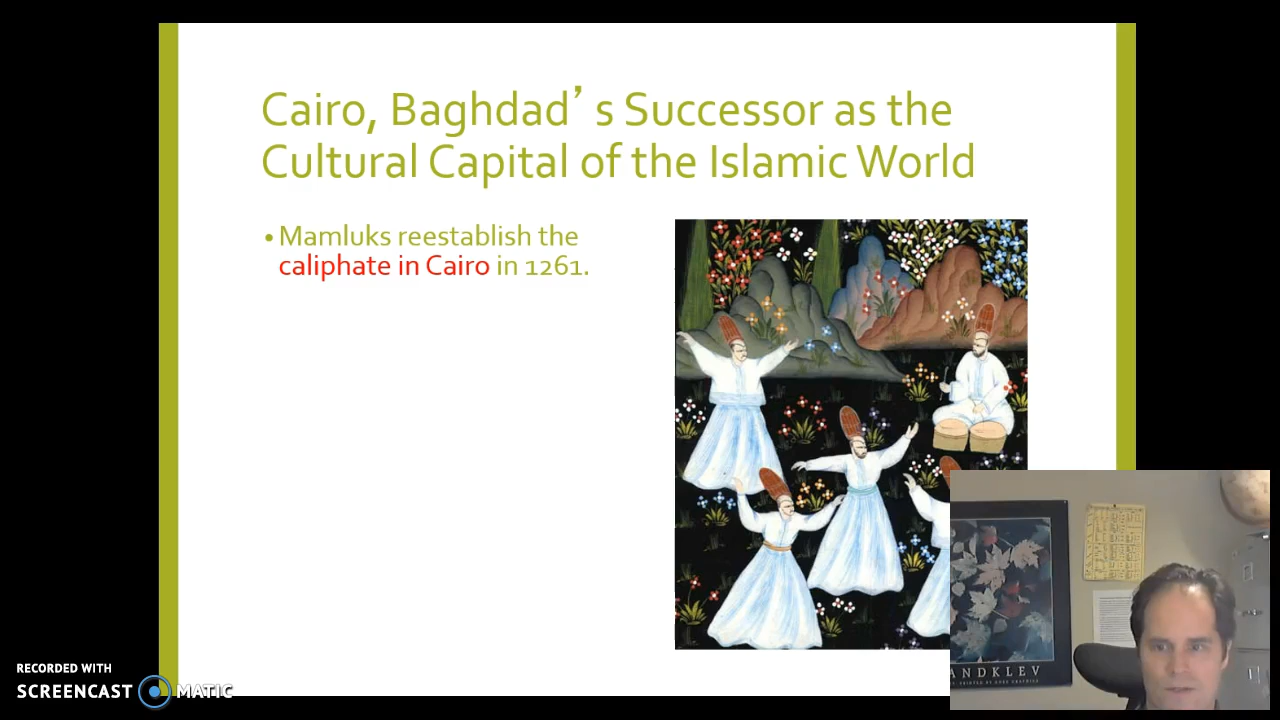 Cairo, Baghdad’ s Successor as the
Cultural Capital of the Islamic World
• Mamluks reestablish the
caliphate in Cairo in 1261.
ANDKLEV
RECORDED WITH
SCREENCAST MATIC